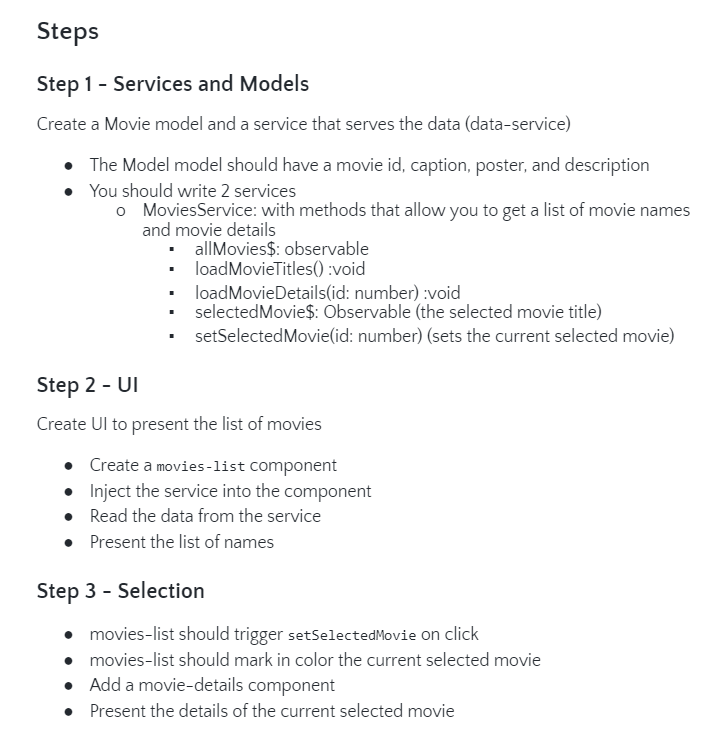 Steps
Step 1 - Services and Models
Create a Movie model and a service that serves the data (data-service)
● The Model model should have a movie id, caption, poster, and description
● You should write 2 services
o MoviesService: with methods that allow you to get a list of movie names
and movie details
▪ allMovies$: observable
▪ loadMovieTitles() :void
▪ loadMovieDetails(id: number) :void
▪ selectedMovie$: Observable (the selected movie title)
▪ setSelectedMovie(id: number) (sets the current selected movie)
Step 2 - UI
Create UI to present the list of movies
● Create a movies-list component
● Inject the service into the component
● Read the data from the service
● Present the list of names
Step 3 - Selection
● movies-list should trigger setSelectedMovie on click
● movies-list should mark in color the current selected movie
● Add a movie-details component
● Present the details of the current selected movie